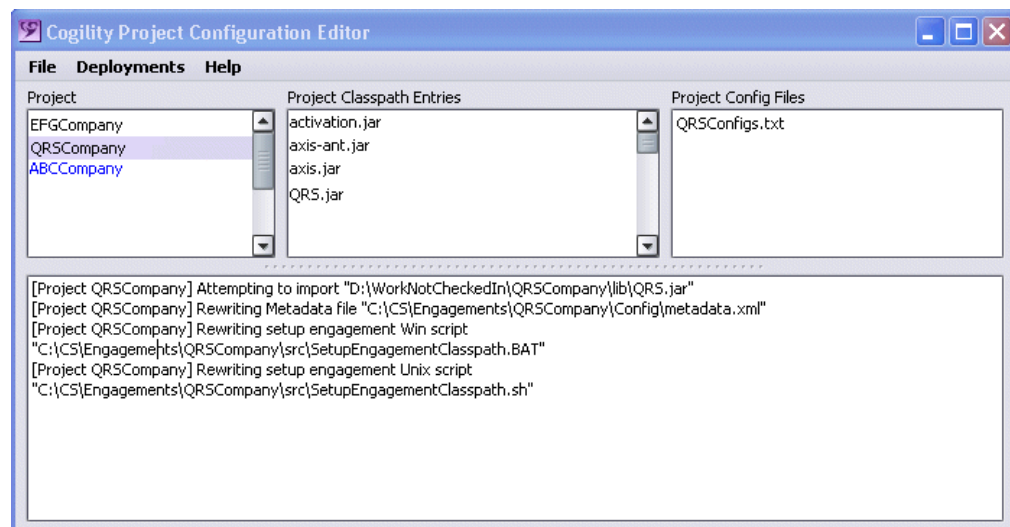 Cogility Project Configuration Editor
File Deployments Help
Project
EFGCompany
QRSCompany
ABCCompany
Project Classpath Entries
activation.jar
axis-ant.jar
axis.jar
QRS.jar
Project Config Files
QRSConfigs.txt
[Project QRSCompany] Attempting to import "D:\WorkNotCheckedIn\QRSCompany\lib\QRS.jar"
[Project QRSCompany] Rewriting Metadata file "C:\CS\Engagements\QRSCompany\Config\metadata.xml"
[Project QRSCompany] Rewriting setup engagement Win script
"C:\CS\Engagements\QRSCompany\src\SetupEngagementClasspath.BAT"
[Project QRSCompany] Rewriting setup engagement Unix script
"C:\CS\Engagements\QRSCompany\src\SetupEngagementClasspath.sh"